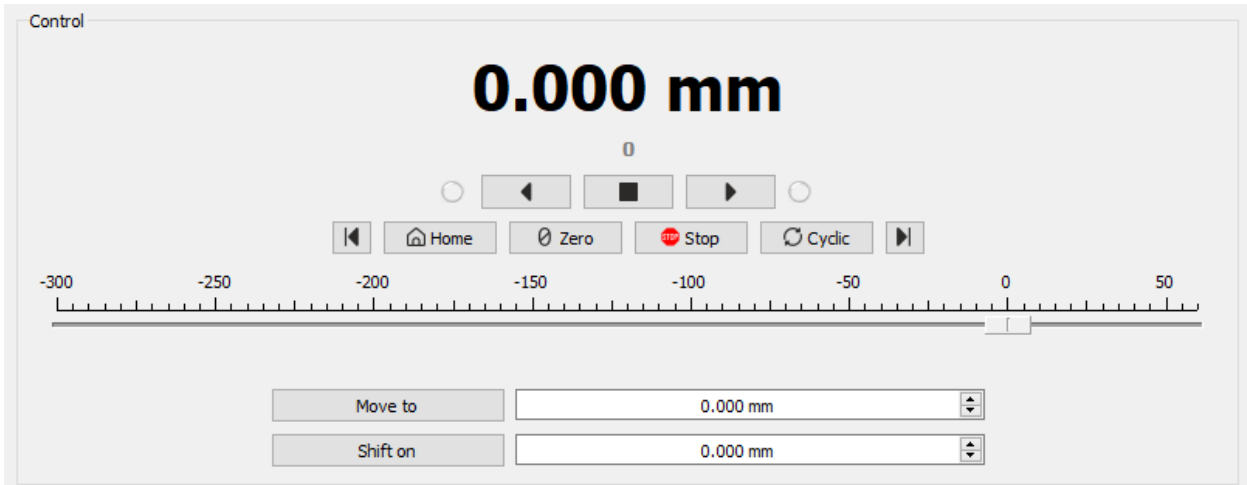 Control
0.000 mm
0
Home Zero STOP Stop Cyclic
-300 -250 -200 -150 -100 -50 0 50
Move to 0.000 mm
Shift on 0.000 mm